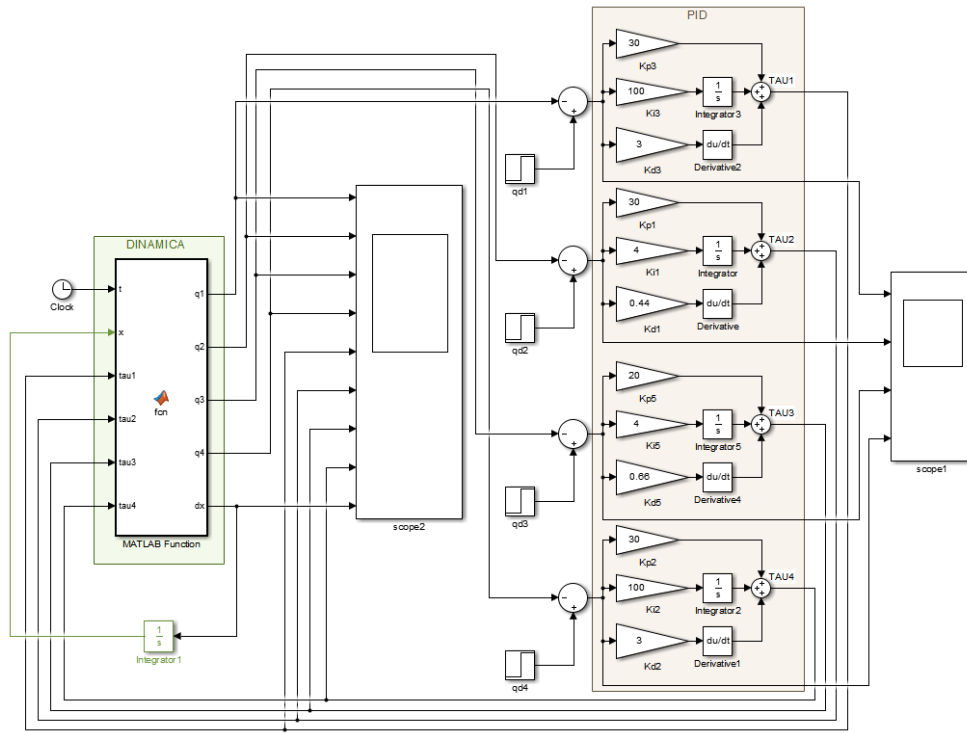 PID
30
Kp3
TAU1
100
1
s
Ki3
Integrator3
3
du/dt
Kd3
Derivative2
qd1
30
Kp1
TAU2
4
1
s
Ki1
Integrator
0.44
du/dt
Kd1
Derivative
qd2
20
Kp5
TAU3
4
1
s
Ki5
Integrator5
0.66
du/dt
Kd5
Derivative4
qd3
30
Kp2
TAU4
100
1
s
Ki2
Integrator2
3
du/dt
Kd2
Derivative1
qd4
DINAMICA
Clock
t
x
tau1
tau2
tau3
tau4
fcn
q1
q2
q3
q4
dx
MATLAB Function
scope2
scope1
1
s
Integrator1